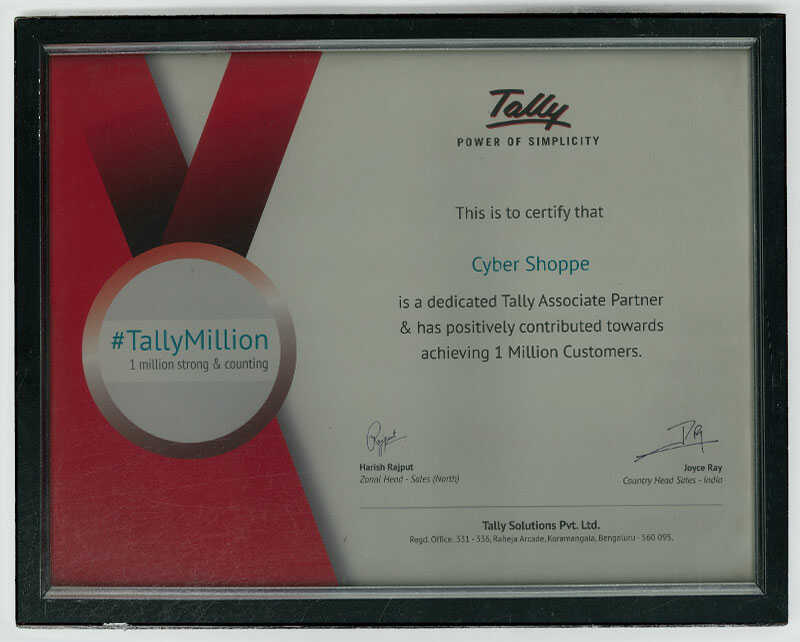 Tally
POWER OF SIMPLICITY
This is to certify that
Cyber Shoppe
is a dedicated Tally Associate Partner
& has positively contributed towards
achieving 1 Million Customers.
#TallyMillion
1 million strong & counting
Harish Rajput
Zonal Head - Sales (North)
Joyce Ray
Country Head Sales - India
Tally Solutions Pvt. Ltd.
Regd. Office. 331 - 336, Raheja Arcade, Koramangala, Bengaluru - 560 095.